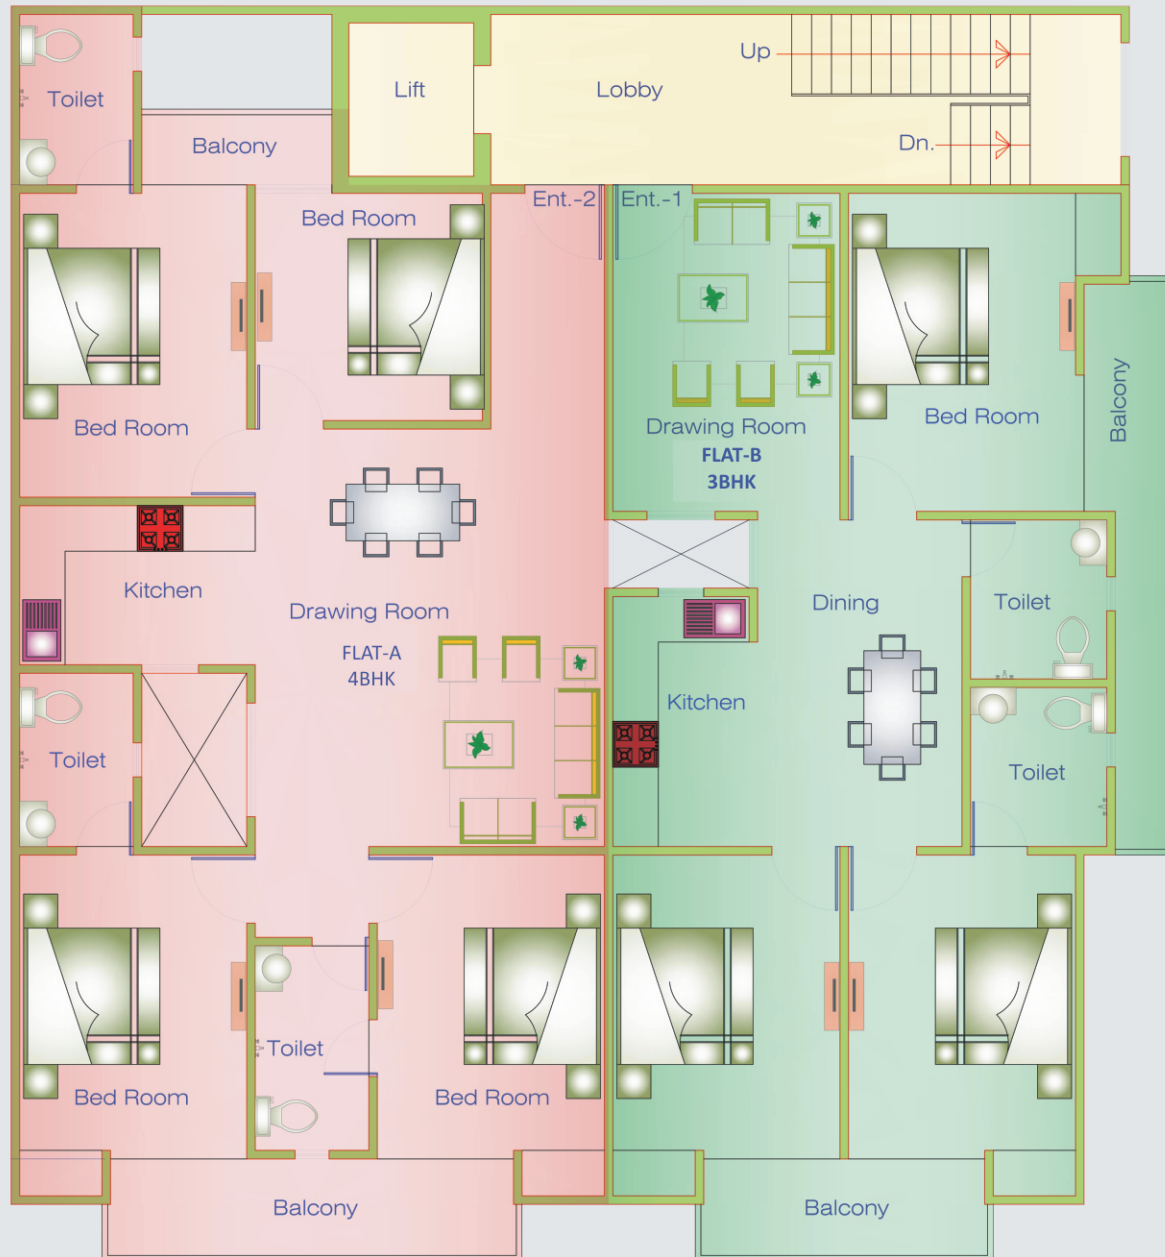 Up
Toilet
Lift
Lobby
Balcony
Dn.
Ent.-2
Ent.-1
Bed Room
Bed Room
Drawing Room
Bed Room
Balcony
FLAT-B
3BHK
Kitchen
Drawing Room
Dining
Toilet
FLAT-A
4BHK
Kitchen
Toilet
Toilet
Toilet
Bed Room
Bed Room
Balcony
Balcony